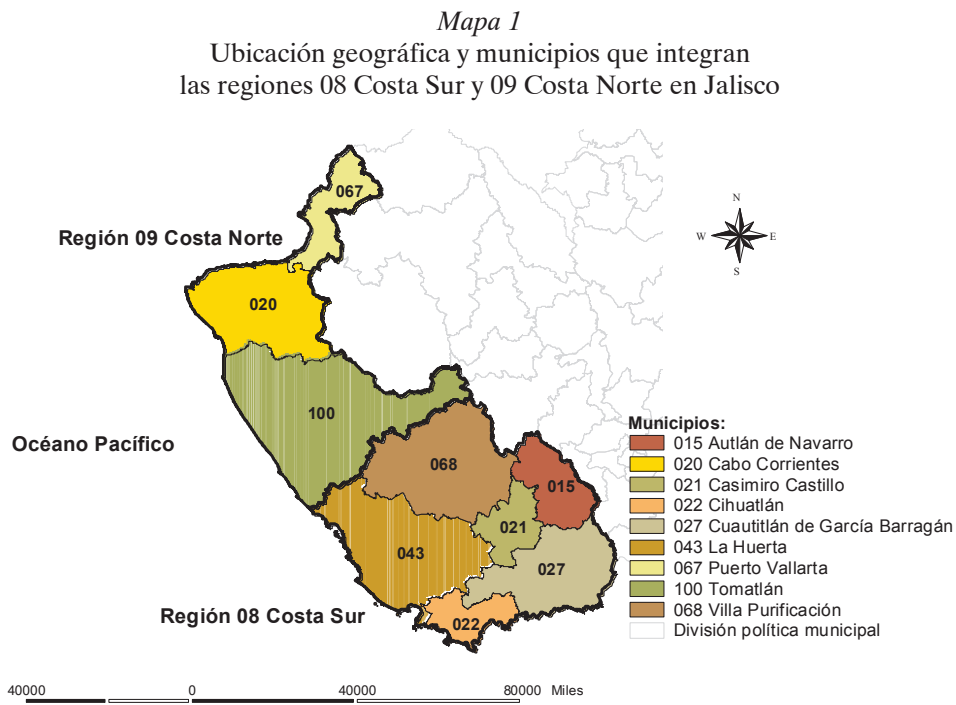 Mapa 1
Ubicación geográfica y municipios que integran
las regiones 08 Costa Sur y 09 Costa Norte en Jalisco
067
N
W E
S
Región 09 Costa Norte
020
100
Océano Pacífico
068
015
021
043
027
022
Región 08 Costa Sur
Municipios:
015 Autlán de Navarro
020 Cabo Corrientes
021 Casimiro Castillo
022 Cihuatlán
027 Cuautitlán de García Barragán
043 La Huerta
067 Puerto Vallarta
100 Tomatlán
068 Villa Purificación
División política municipal
40000 0 40000 80000 Miles